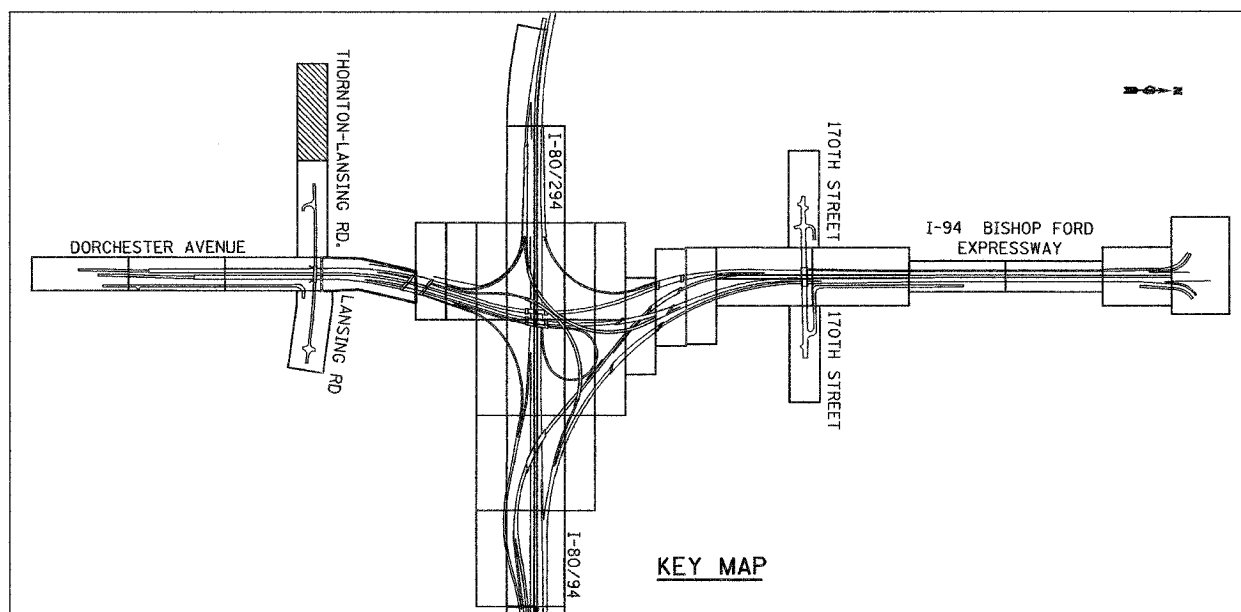 THORNTON-LANSING RD.
I-80/294
N
170TH STREET
DORCHESTER AVENUE
I-94 BISHOP FORD
EXPRESSWAY
LANSING RD
170TH STREET
I-80/94
KEY MAP